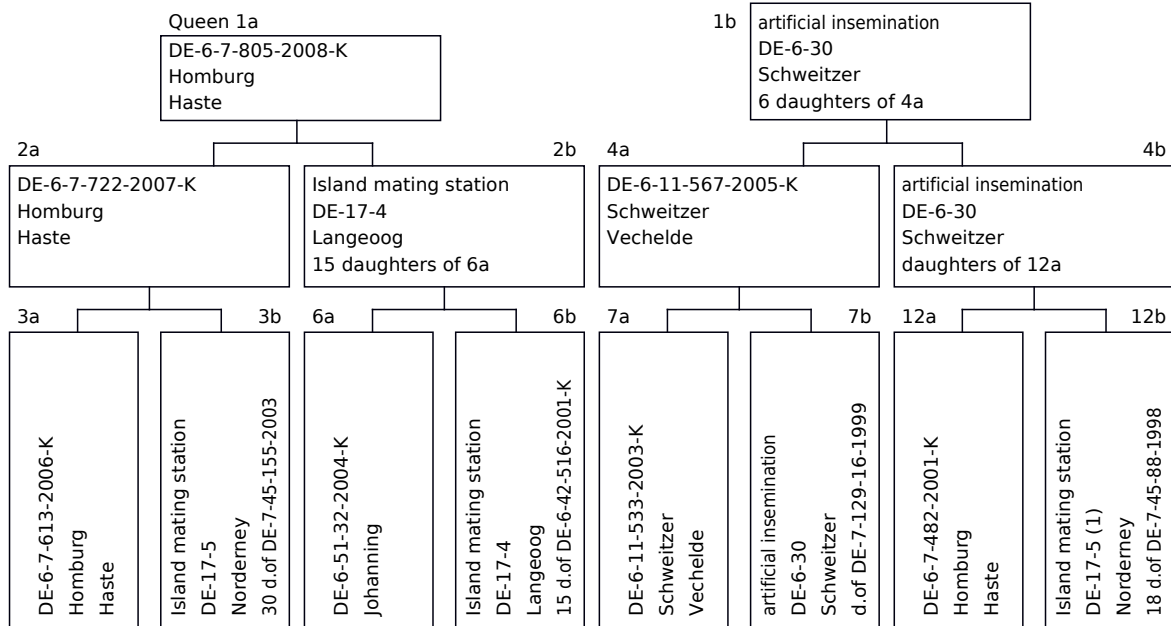 Queen 1a
DE-6-7-805-2008-K
Homburg
Haste
1b
artificial insemination
DE-6-30
Schweitzer
6 daughters of 4a
2a
DE-6-7-722-2007-K
Homburg
Haste
2b
Island mating station
DE-17-4
Langeoog
15 daughters of 6a
4a
DE-6-11-567-2005-K
Schweitzer
Vechelde
4b
artificial insemination
DE-6-30
Schweitzer
daughters of 12a
3a
DE-6-7-613-2006-K
Homburg
Haste
3b
Island mating station
DE-17-5
Norderney
30 d.of DE-7-45-155-2003
6a
DE-6-51-32-2004-K
Johanning
6b
Island mating station
DE-17-4
Langeoog
15 d.of DE-6-42-516-2001-K
7a
DE-6-11-533-2003-K
Schweitzer
Vechelde
7b
artificial insemination
DE-6-30
Schweitzer
d.of DE-7-129-16-1999
12a
DE-6-7-482-2001-K
Homburg
Haste
12b
Island mating station
DE-17-5 (1)
Norderney
18 d.of DE-7-45-88-1998